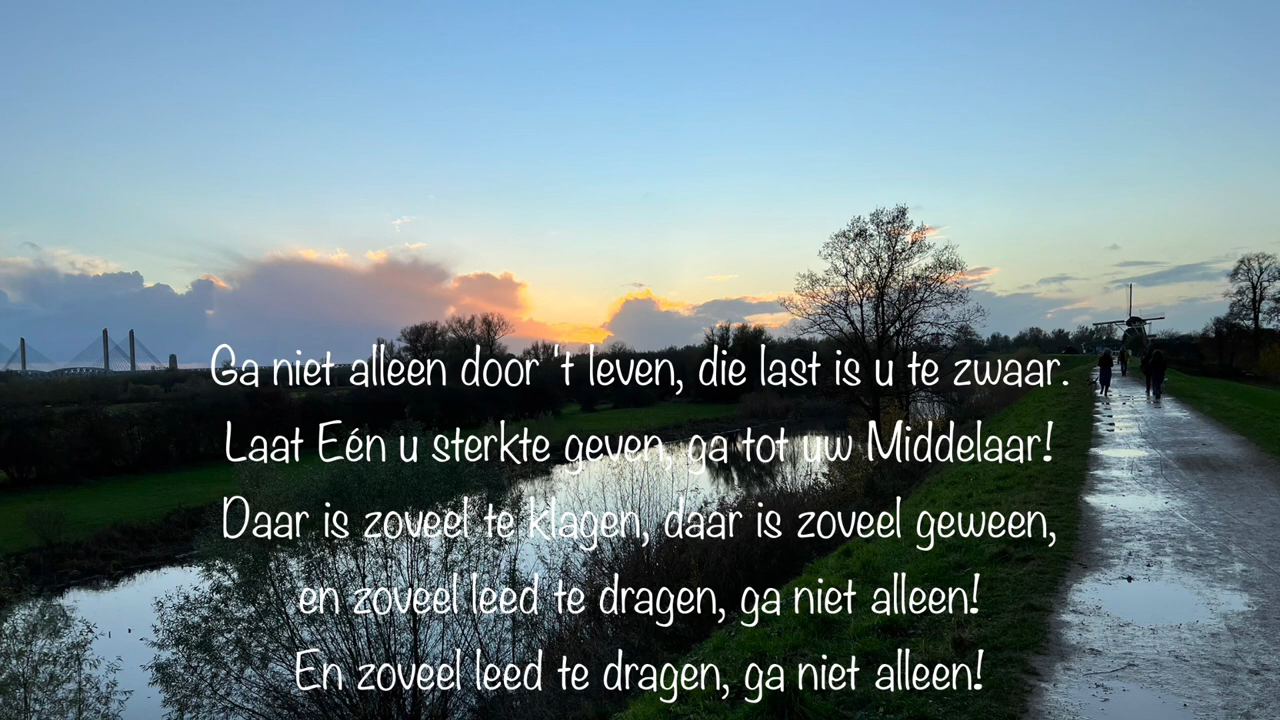 Ga niet alleen door 't leven, die last is u te zwaar.
Laat Eén u sterkte geven, ga tot uw Middelaar!
Daar is zoveel te klagen, daar is zoveel geween,
en zoveel leed te dragen, ga niet alleen!
En zoveel leed te dragen, ga niet alleen!